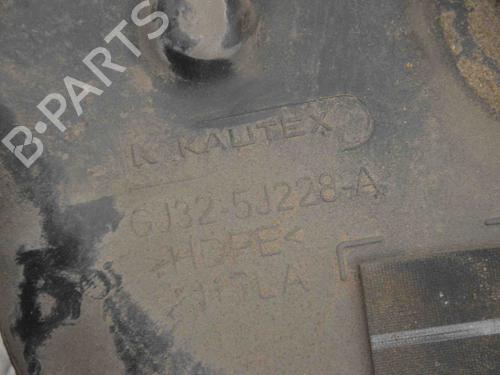 B-PARTS
K KAUTEX
GJ32-5J228-A
>HDPE<